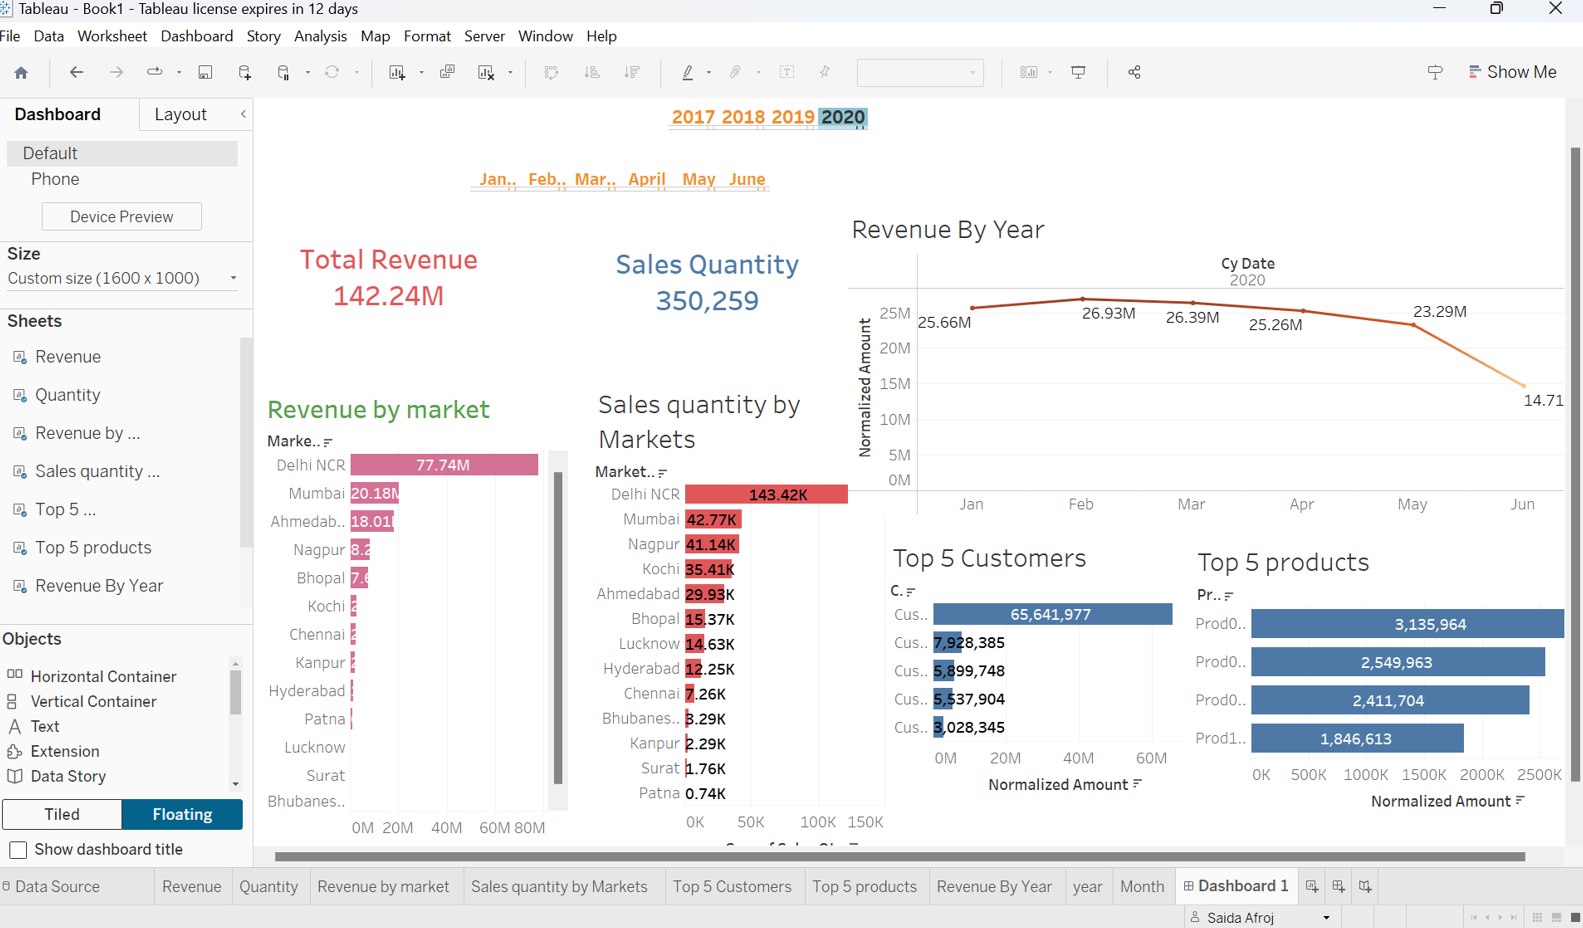 Tableau - Book1 - Tableau license expires in 12 days
File Data Worksheet Dashboard Story Analysis Map Format Server Window Help
Show Me
Dashboard Layout
Default
Phone
Device Preview
Size
Custom size (1600 x 1000)
Sheets
Revenue
Quantity
Revenue by ...
Sales quantity ...
Top 5 ...
Top 5 products
Revenue By Year
Objects
Horizontal Container
Vertical Container
Text
Extension
Data Story
Tiled Floating
Show dashboard title
2017 2018 2019 2020
Jan.. Feb.. Mar.. April May June
Total Revenue
142.24M
Sales Quantity
350,259
Revenue By Year
Cy Date
2020
Normalized Amount
25M
20M
15M
10M
5M
0M
25.66M
26.93M
26.39M
25.26M
23.29M
14.71
Jan Feb Mar Apr May Jun
Revenue by market
Marke..
Delhi NCR 77.74M
Mumbai 20.18M
Ahmedab.. 18.01
Nagpur 8.2
Bhopal 7.6
Kochi
Chennai
Kanpur
Hyderabad
Patna
Lucknow
Surat
Bhubanes..
0M 20M 40M 60M 80M
Sales quantity by
Markets
Market..
Delhi NCR 143.42K
Mumbai 42.77K
Nagpur 41.14K
Kochi 35.41K
Ahmedabad 29.93K
Bhopal 15.37K
Lucknow 14.63K
Hyderabad 12.25K
Chennai 7.26K
Bhubanes.. 3.29K
Kanpur 2.29K
Surat 1.76K
Patna 0.74K
0K 50K 100K 150K
Top 5 Customers
C..
Cus.. 65,641,977
Cus.. 7,928,385
Cus.. 5,899,748
Cus.. 5,537,904
Cus.. 3,028,345
0M 20M 40M 60M
Normalized Amount
Top 5 products
Pr..
Prod0.. 3,135,964
Prod0.. 2,549,963
Prod0.. 2,411,704
Prod1.. 1,846,613
0K 500K 1000K 1500K 2000K 2500K
Normalized Amount
Data Source Revenue Quantity Revenue by market Sales quantity by Markets Top 5 Customers Top 5 products Revenue By Year year Month Dashboard 1
Saida Afroj